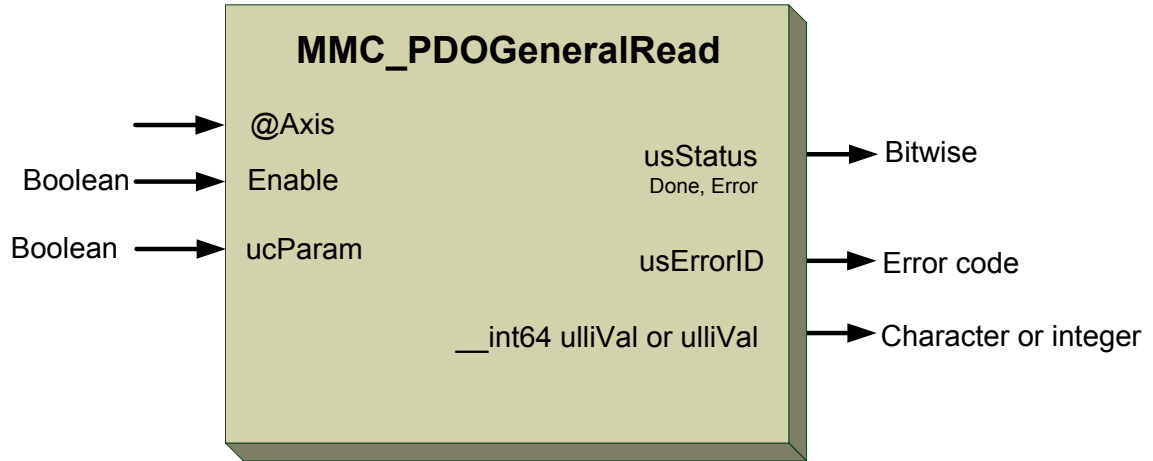 MMC_PDOGeneralRead
@Axis
Boolean
Enable
Boolean
ucParam
usStatus
Done, Error
Bitwise
usErrorID
Error code
__int64 ulliVal or ulliVal
Character or integer